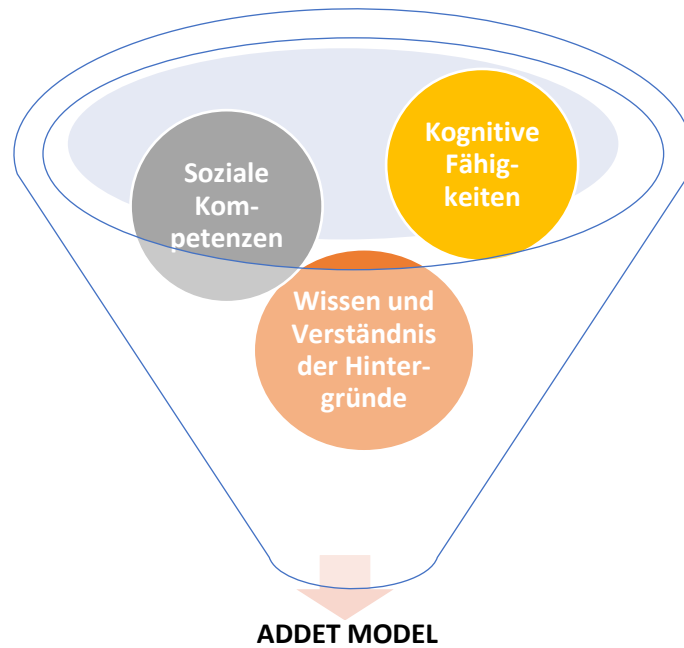 Kognitive
Fähig-
keiten
Soziale
Kom-
petenzen
Wissen und
Verständnis
der Hinter-
gründe
ADDET MODEL